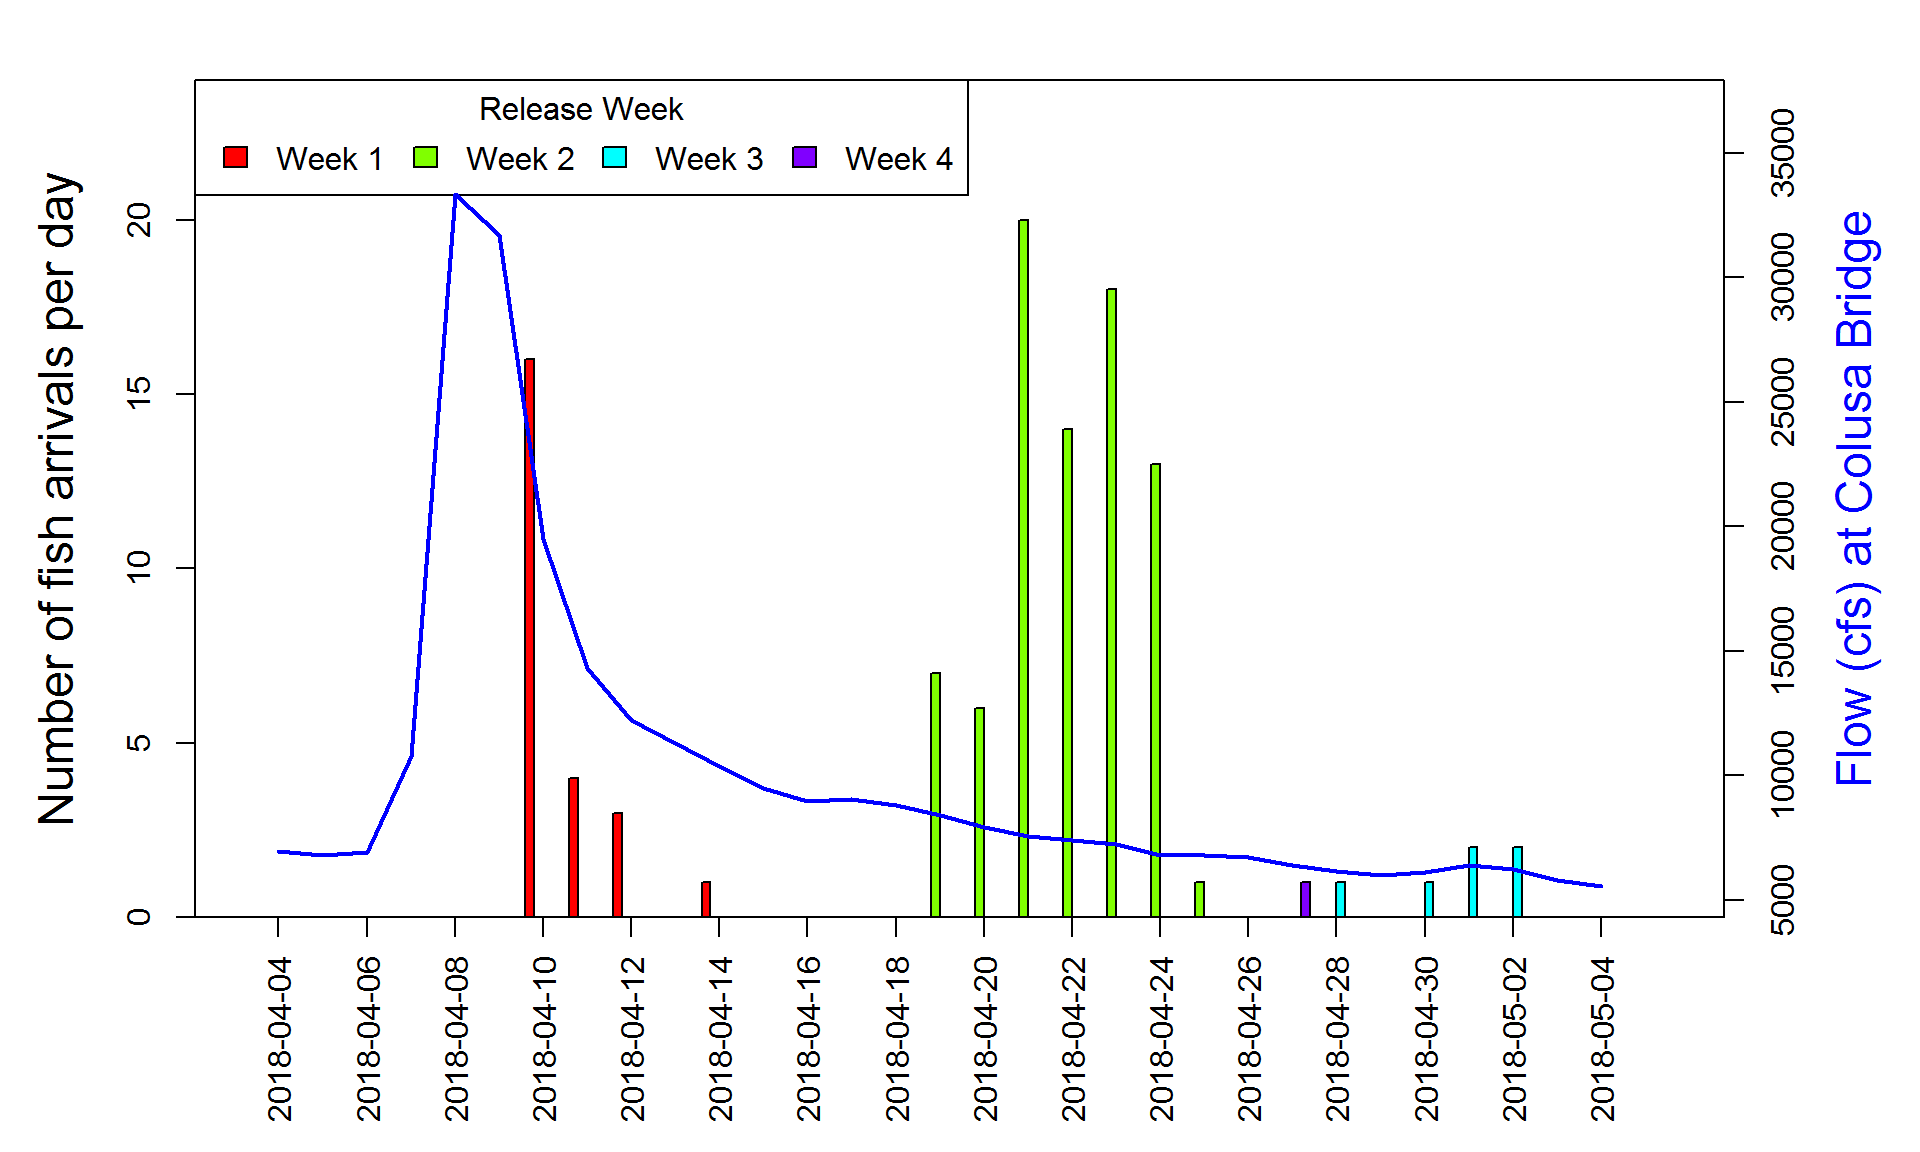 Release Week
Week 1 Week 2 Week 3 Week 4
Number of fish arrivals per day
0 5 10 15 20
5000 10000 15000 20000 25000 30000 35000
Flow (cfs) at Colusa Bridge
2018-04-04 2018-04-06 2018-04-08 2018-04-10 2018-04-12 2018-04-14 2018-04-16 2018-04-18 2018-04-20 2018-04-22 2018-04-24 2018-04-26 2018-04-28 2018-04-30 2018-05-02 2018-05-04